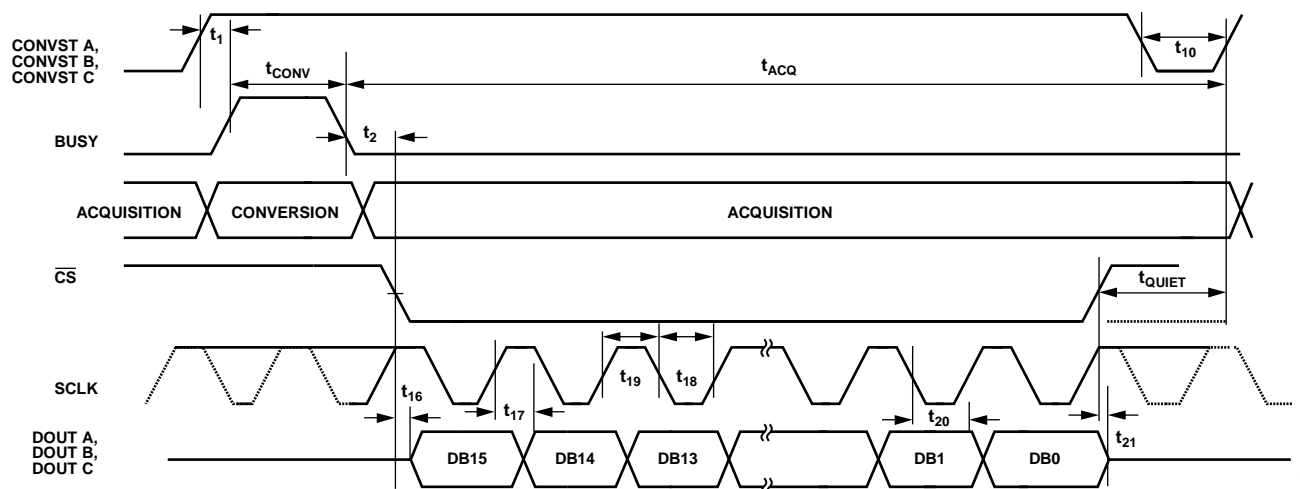 CONVST A,
CONVST B,
CONVST C
t1
t10
tCONV
tACQ
BUSY
t2
ACQUISITION
CONVERSION
ACQUISITION
CS
tQUIET
SCLK
t16
t17
t19
t18
t20
t21
DOUT A,
DOUT B,
DOUT C
DB15
DB14
DB13
DB1
DB0